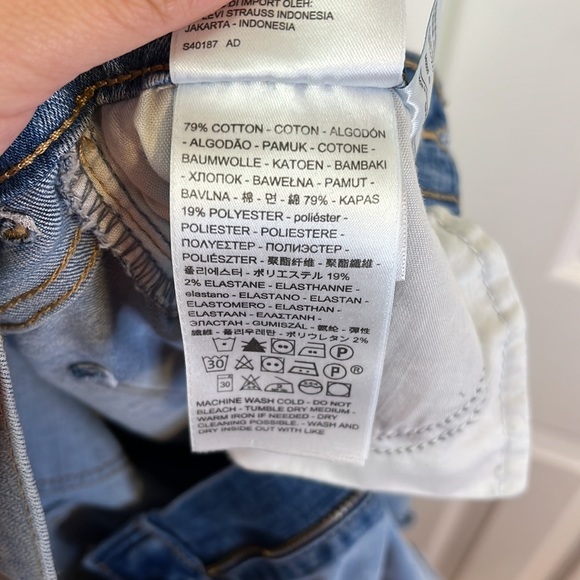 DI IMPORT OLEH:
LEVI STRAUSS INDONESIA
JAKARTA - INDONESIA
S40187 AD
79% COTTON - COTON - ALGODÓN
- ALGODÃO - PAMUK - COTONE -
BAUMWOLLE - KATOEN - BAMBAKI
- ХЛОПОК - BAWEŁNA - PAMUT -
BAVLNA - 棉 - 면 - 綿 79% - KAPAS
19% POLYESTER - poliéster -
POLIESTER - POLIESTERE -
ΠΟΛΥΕΣΤΕΡ - ПОЛИЭСТЕР -
POLIÉSZTER - 聚酯纤维 - 聚酯纖維 -
폴리에스터 - ポリエステル 19%
2% ELASTANE - ELASTHANNE -
elastano - ELASTANO - ELASTAN -
ELASTOMERO - ELASTHAN -
ELASTAAN - ΕΛΑΣΤΑΝΗ -
ЭЛАСТАН - GUMISZÁL - 氨纶 - 彈性
纖維 - 폴리우레탄 - ポリウレタン 2%
P
30 P ®
30
MACHINE WASH COLD - DO NOT
BLEACH - TUMBLE DRY MEDIUM -
WARM IRON IF NEEDED - DRY
CLEANING POSSIBLE. - WASH AND
DRY INSIDE OUT WITH LIKE